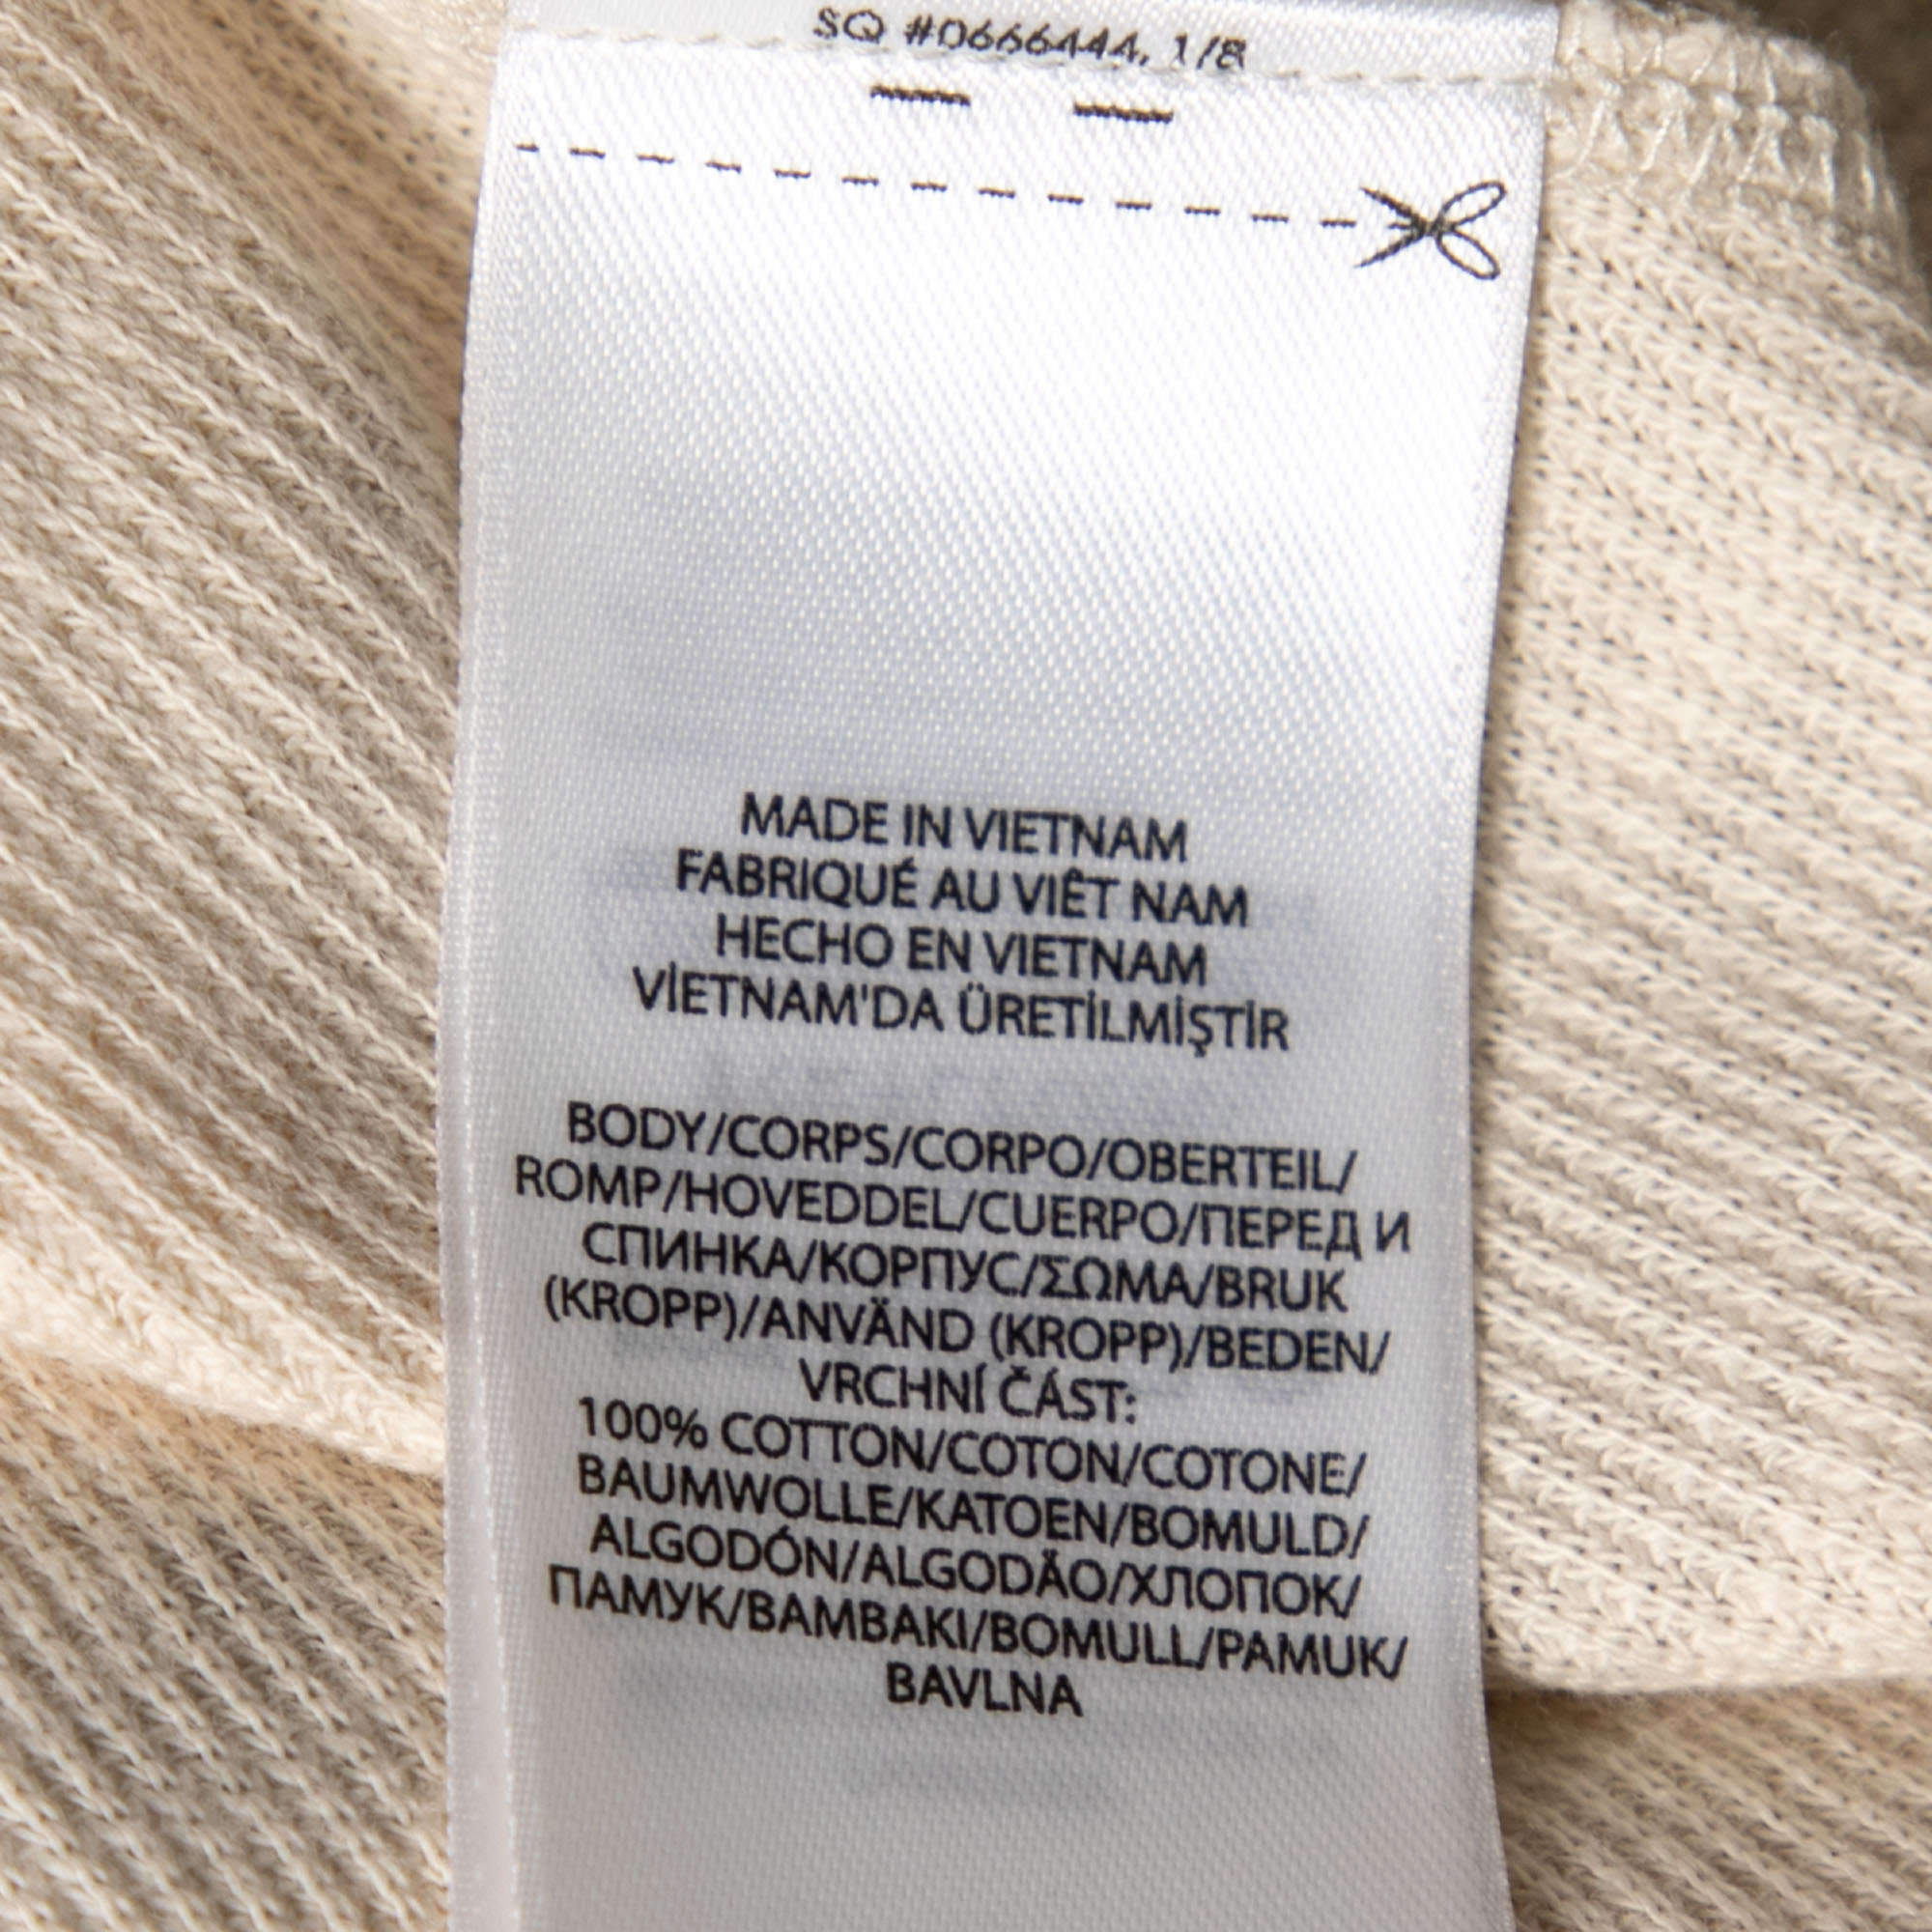 SQ #0666444, 1/8
MADE IN VIETNAM
FABRIQUÉ AU VIÊT NAM
HECHO EN VIETNAM
VİETNAM'DA ÜRETİLMİŞTİR
BODY/CORPS/CORPO/OBERTEIL/
ROMP/HOVEDDEL/CUERPO/ПЕРЕД И
СПИНКА/КОРПУС/ΣΩΜΑ/BRUK
(KROPP)/ANVÄND (KROPP)/BEDEN/
VRCHNÍ ČÁST:
100% COTTON/COTON/COTONE/
BAUMWOLLE/KATOEN/BOMULD/
ALGODÓN/ALGODÃO/ХЛОПОК/
ПАМУК/BAMBAKI/BOMULL/PAMUK/
BAVLNA